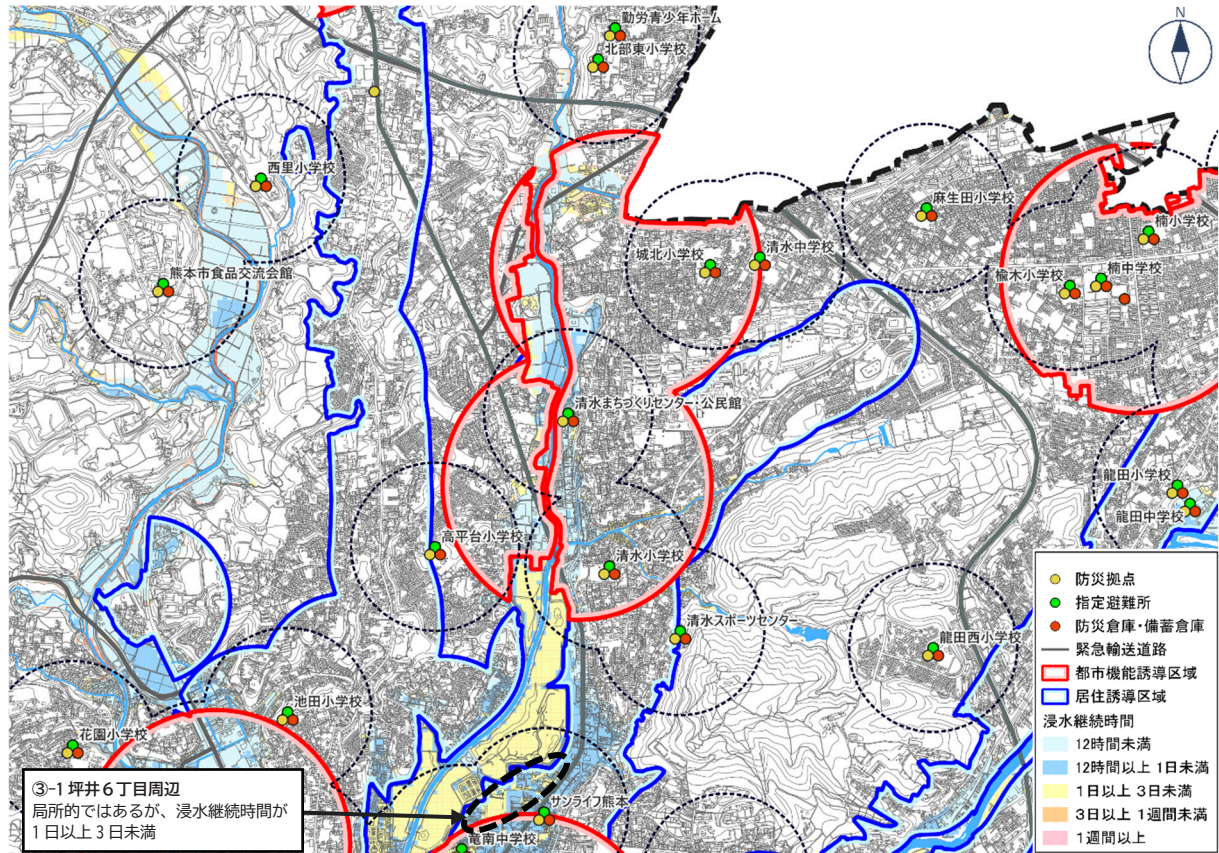 勤労青少年ホーム
北部東小学校
N
西里小学校
麻生田小学校
楠小学校
城北小学校
清水中学校
熊本市食品交流会館
楡木小学校
楠中学校
清水まちづくりセンター・公民館
龍田小学校
龍田中学校
高平台小学校
清水小学校
清水スポーツセンター
龍田西小学校
池田小学校
花園小学校
サンライフ熊本
竜南中学校
③-1 坪井６丁目周辺
局所的ではあるが、浸水継続時間が
１日以上３日未満
防災拠点
指定避難所
防災倉庫・備蓄倉庫
緊急輸送道路
都市機能誘導区域
居住誘導区域
浸水継続時間
12時間未満
12時間以上 1日未満
1日以上 3日未満
3日以上 1週間未満
1週間以上